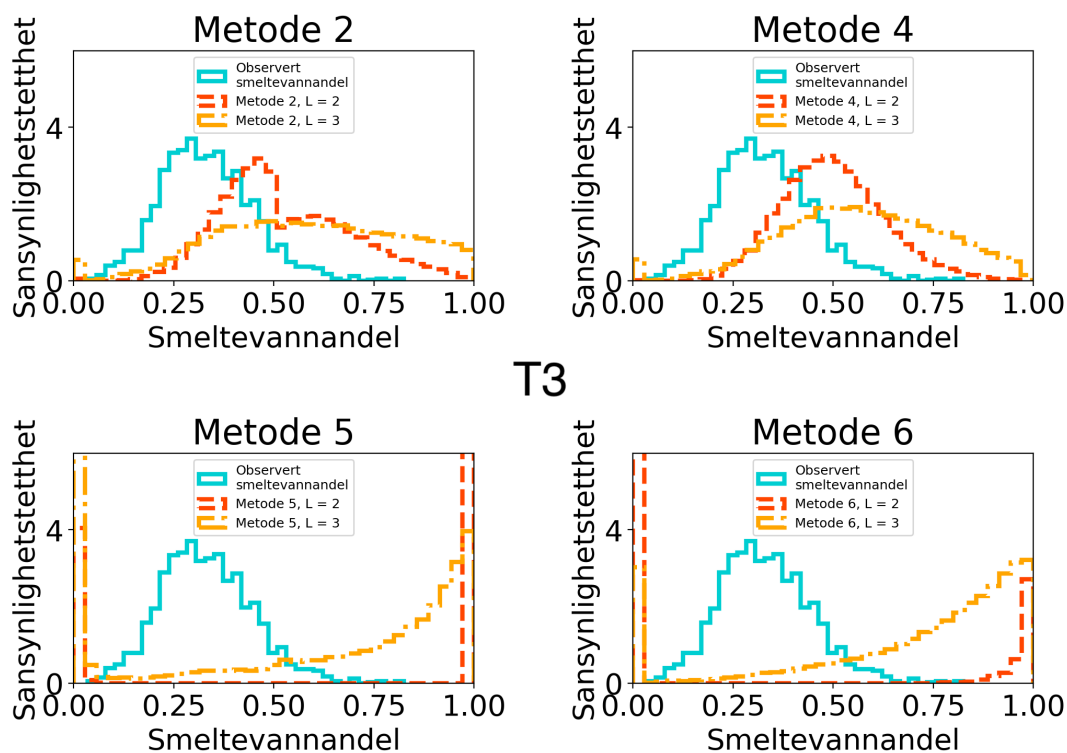 Metode 2
Sansynlighetstetthet
4
0
Observert
smeltevannandel
Metode 2, L = 2
Metode 2, L = 3
0.00 0.25 0.50 0.75 1.00
Smeltevannandel
Metode 4
Sansynlighetstetthet
4
0
Observert
smeltevannandel
Metode 4, L = 2
Metode 4, L = 3
0.00 0.25 0.50 0.75 1.00
Smeltevannandel
T3
Metode 5
Sansynlighetstetthet
4
0
Observert
smeltevannandel
Metode 5, L = 2
Metode 5, L = 3
0.00 0.25 0.50 0.75 1.00
Smeltevannandel
Metode 6
Sansynlighetstetthet
4
0
Observert
smeltevannandel
Metode 6, L = 2
Metode 6, L = 3
0.00 0.25 0.50 0.75 1.00
Smeltevannandel